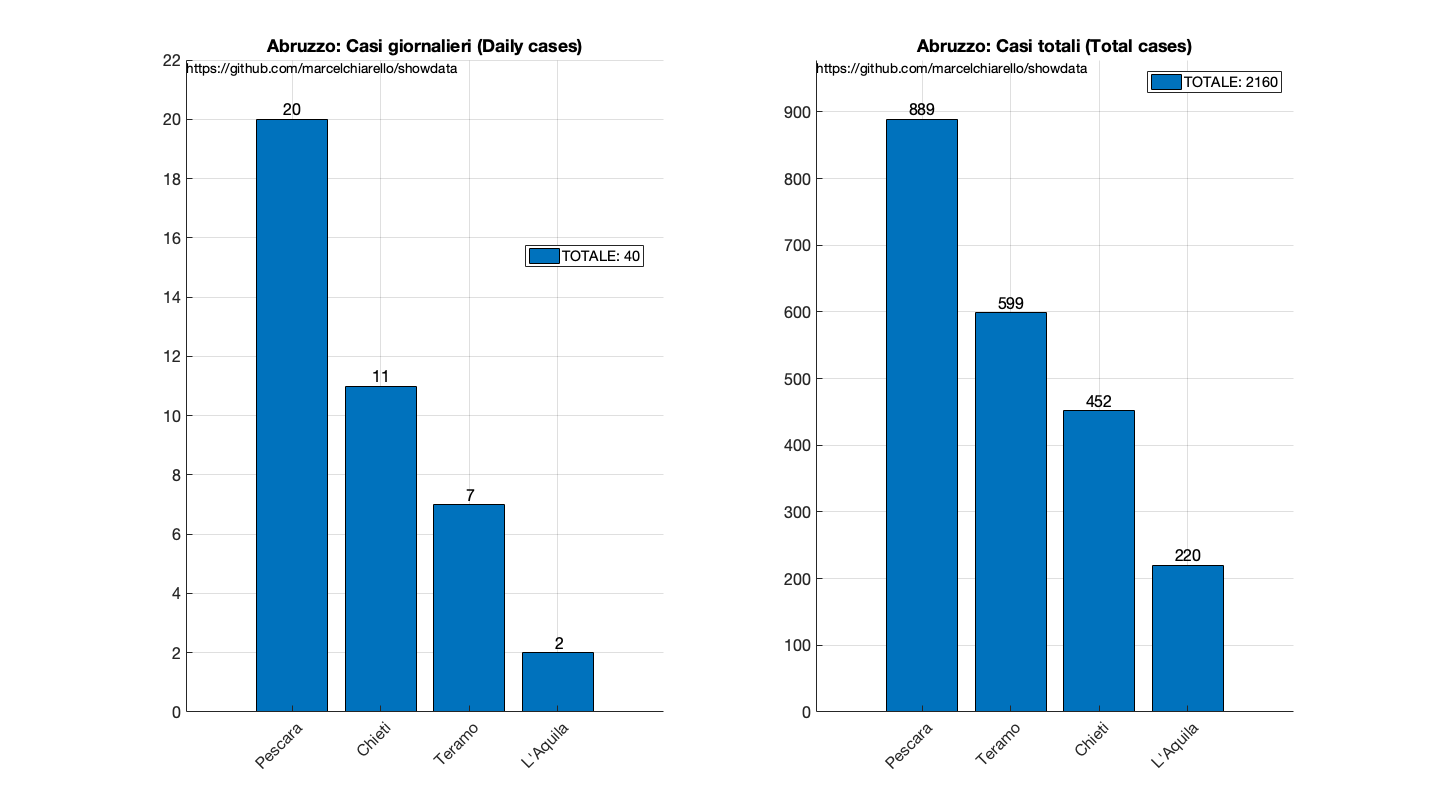 Abruzzo: Casi giornalieri (Daily cases)
https://github.com/marcelchiarello/showdata
22
20
18
16
14
12
10
8
6
4
2
0
20
11
7
2
TOTALE: 40
Pescara
Chieti
Teramo
L'Aquila
Abruzzo: Casi totali (Total cases)
https://github.com/marcelchiarello/showdata
TOTALE: 2160
900
800
700
600
500
400
300
200
100
0
889
599
452
220
Pescara
Teramo
Chieti
L'Aquila